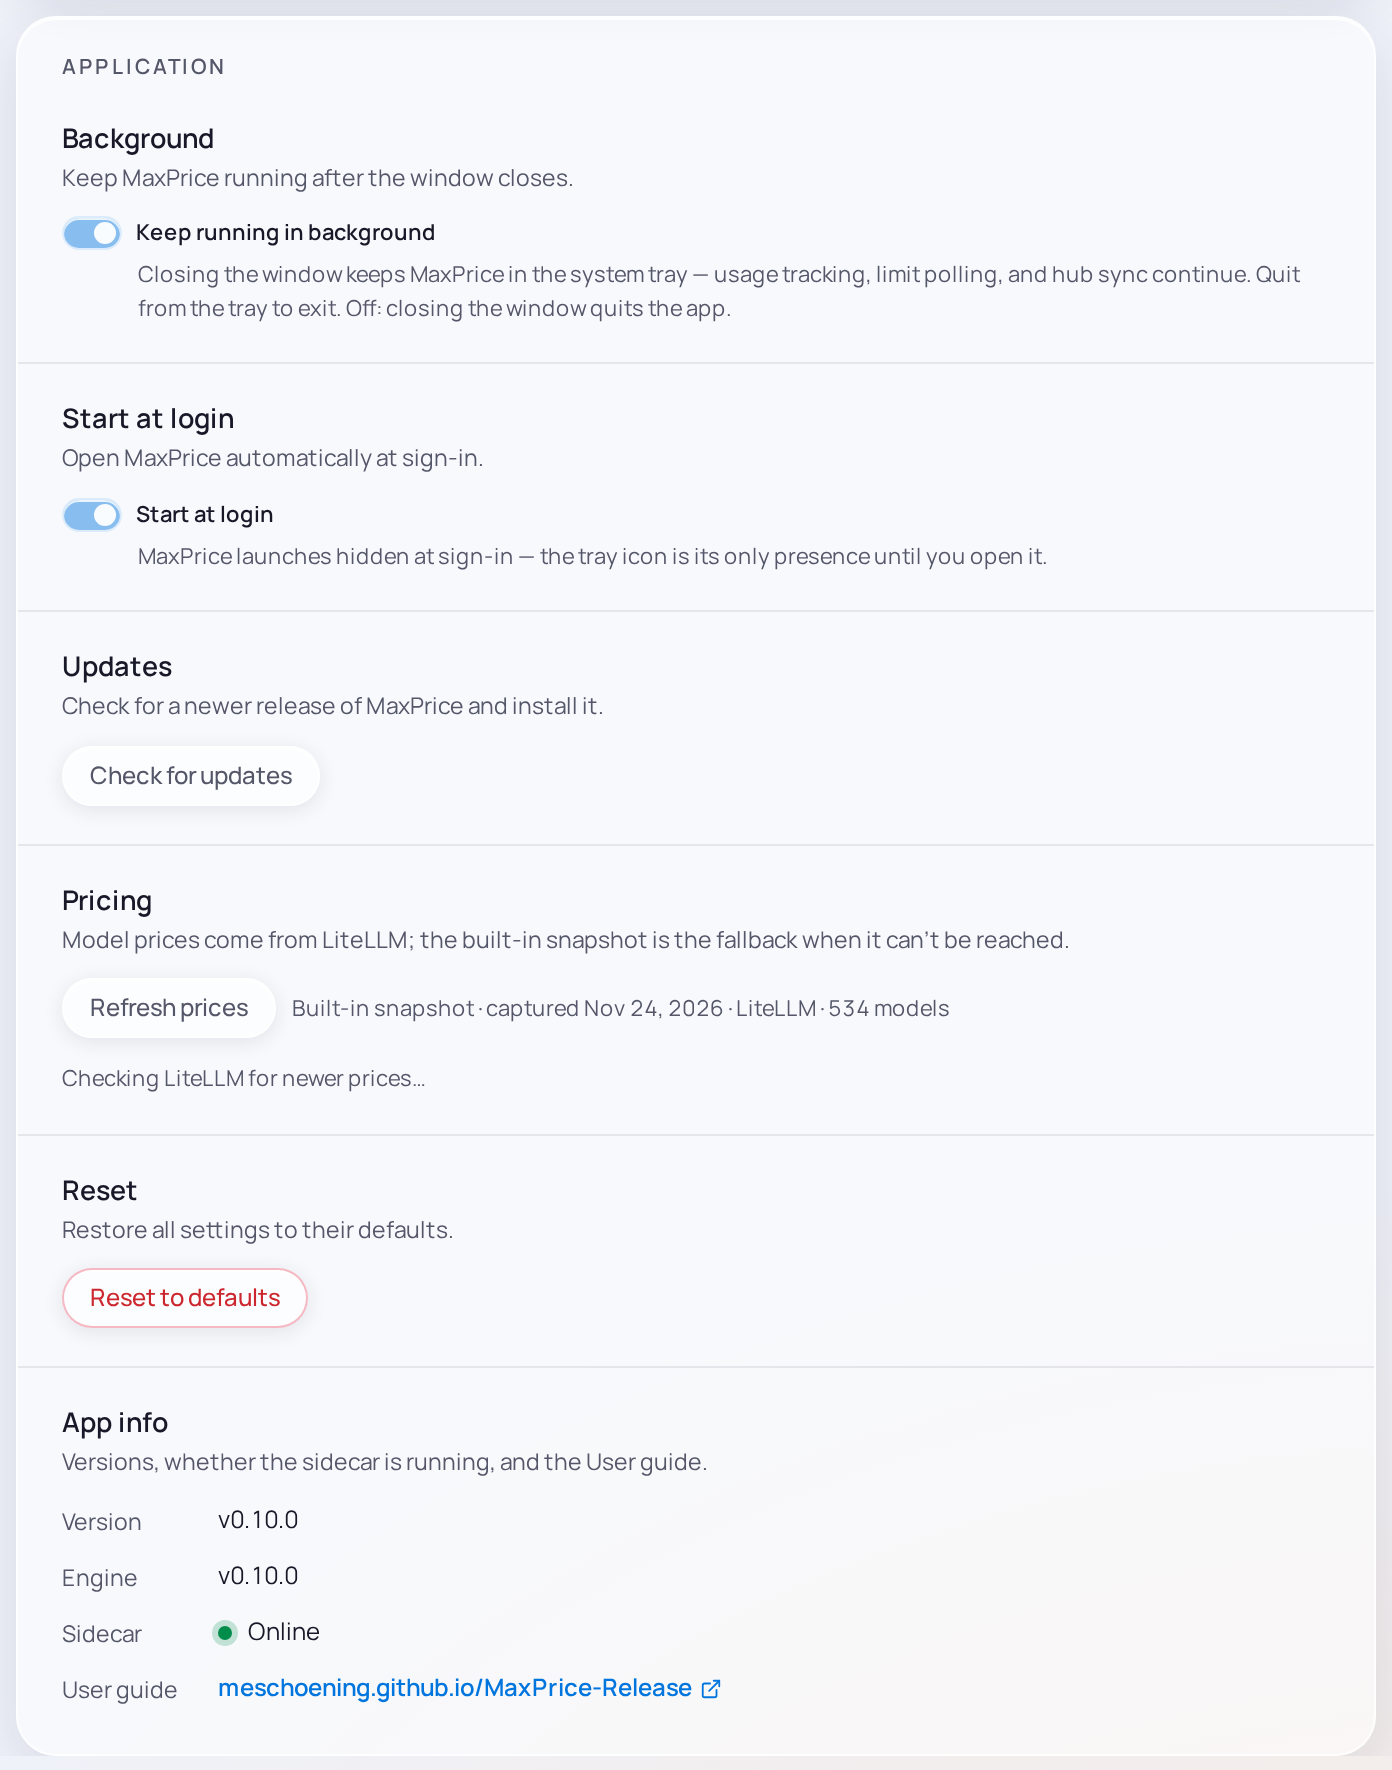 APPLICATION
Background
Keep MaxPrice running after the window closes.
Keep running in background
Closing the window keeps MaxPrice in the system tray — usage tracking, limit polling, and hub sync continue. Quit
from the tray to exit. Off: closing the window quits the app.
Start at login
Open MaxPrice automatically at sign-in.
Start at login
MaxPrice launches hidden at sign-in — the tray icon is its only presence until you open it.
Updates
Check for a newer release of MaxPrice and install it.
Check for updates
Pricing
Model prices come from LiteLLM; the built-in snapshot is the fallback when it can’t be reached.
Refresh prices Built-in snapshot · captured Nov 24, 2026 · LiteLLM · 534 models
Checking LiteLLM for newer prices…
Reset
Restore all settings to their defaults.
Reset to defaults
App info
Versions, whether the sidecar is running, and the User guide.
Version v0.10.0
Engine v0.10.0
Sidecar Online
User guide meschoening.github.io/MaxPrice-Release